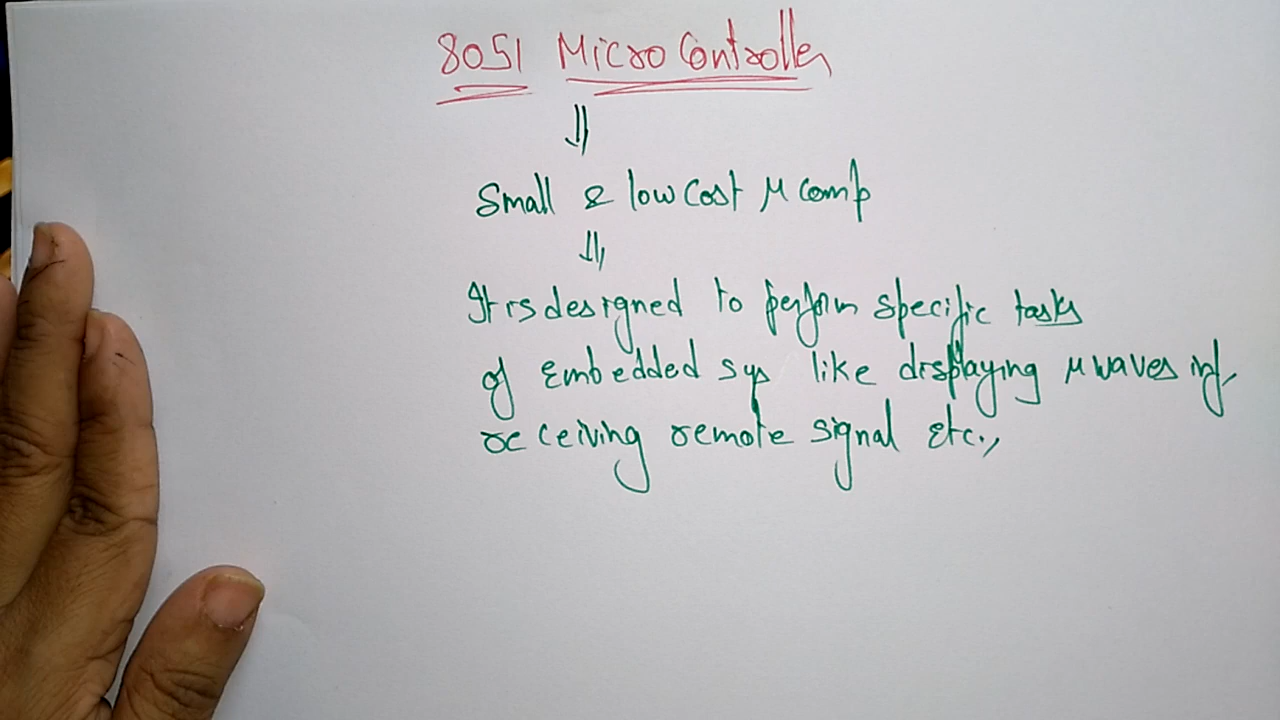 8051 Micro Controller
⇓
Small & low cost μ comp
⇓
It is designed to perform specific tasks
of Embedded sys like displaying μ waves inf,
receiving remote signal etc.,